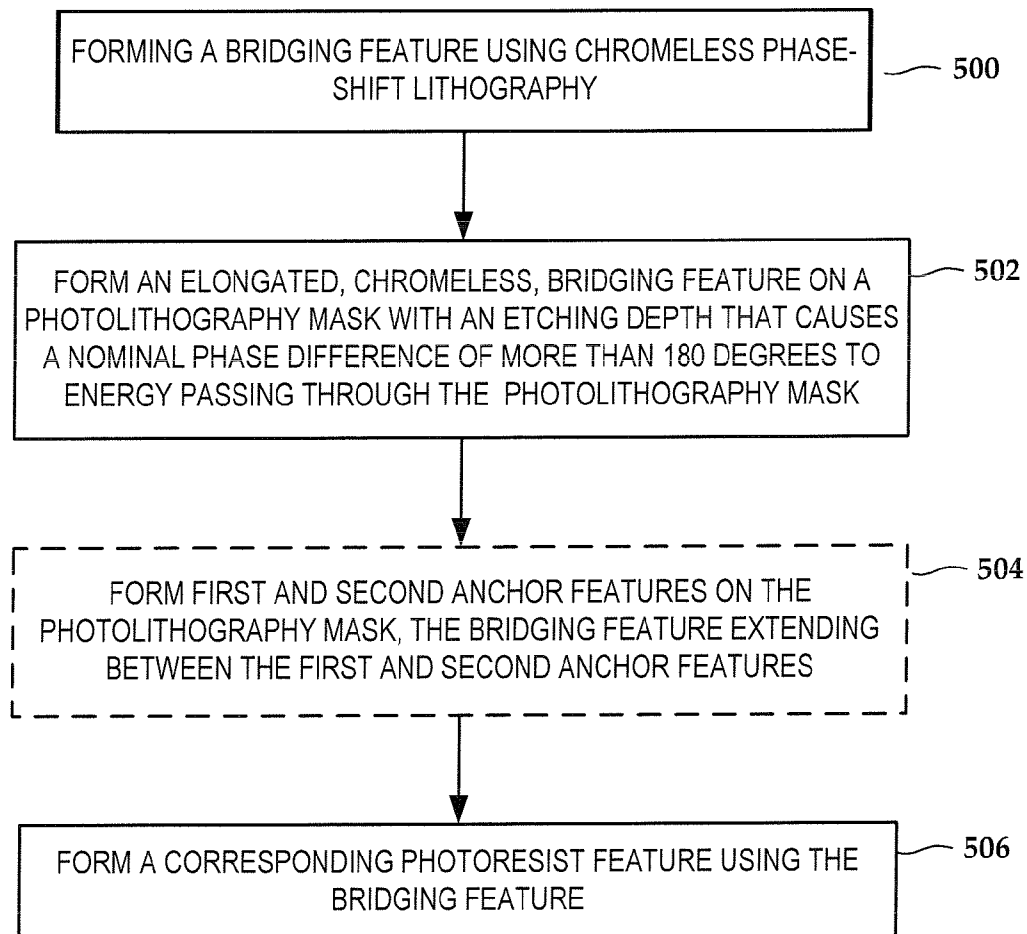 FORMING A BRIDGING FEATURE USING CHROMELESS PHASE-
SHIFT LITHOGRAPHY
500
FORM AN ELONGATED, CHROMELESS, BRIDGING FEATURE ON A
PHOTOLITHOGRAPHY MASK WITH AN ETCHING DEPTH THAT CAUSES
A NOMINAL PHASE DIFFERENCE OF MORE THAN 180 DEGREES TO
ENERGY PASSING THROUGH THE PHOTOLITHOGRAPHY MASK
502
FORM FIRST AND SECOND ANCHOR FEATURES ON THE
PHOTOLITHOGRAPHY MASK, THE BRIDGING FEATURE EXTENDING
BETWEEN THE FIRST AND SECOND ANCHOR FEATURES
504
FORM A CORRESPONDING PHOTORESIST FEATURE USING THE
BRIDGING FEATURE
506